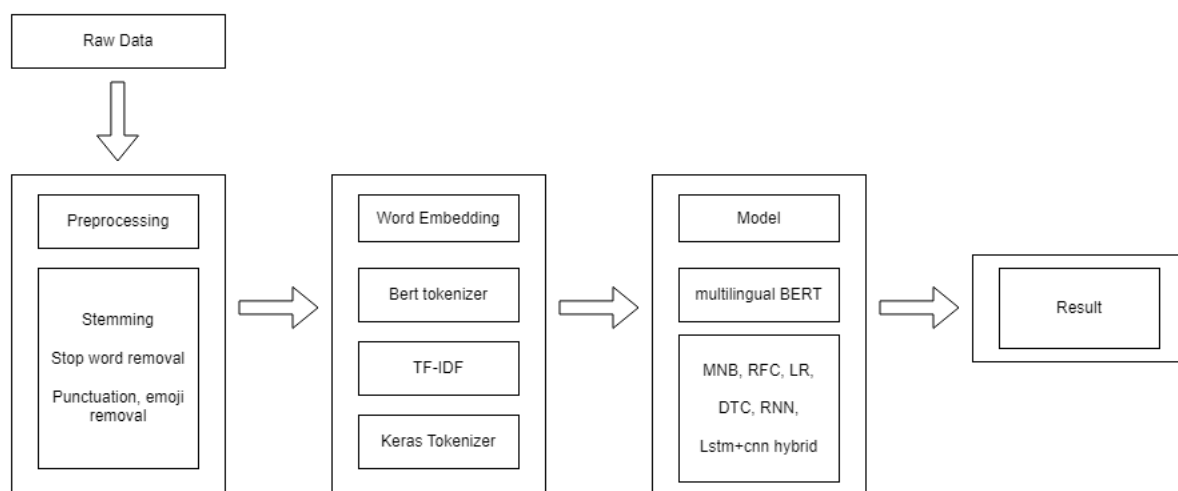 Raw Data
Preprocessing
Stemming
Stop word removal
Punctuation, emoji
removal
Word Embedding
Bert tokenizer
TF-IDF
Keras Tokenizer
Model
multilingual BERT
MNB, RFC, LR,
DTC, RNN,
Lstm+cnn hybrid
Result